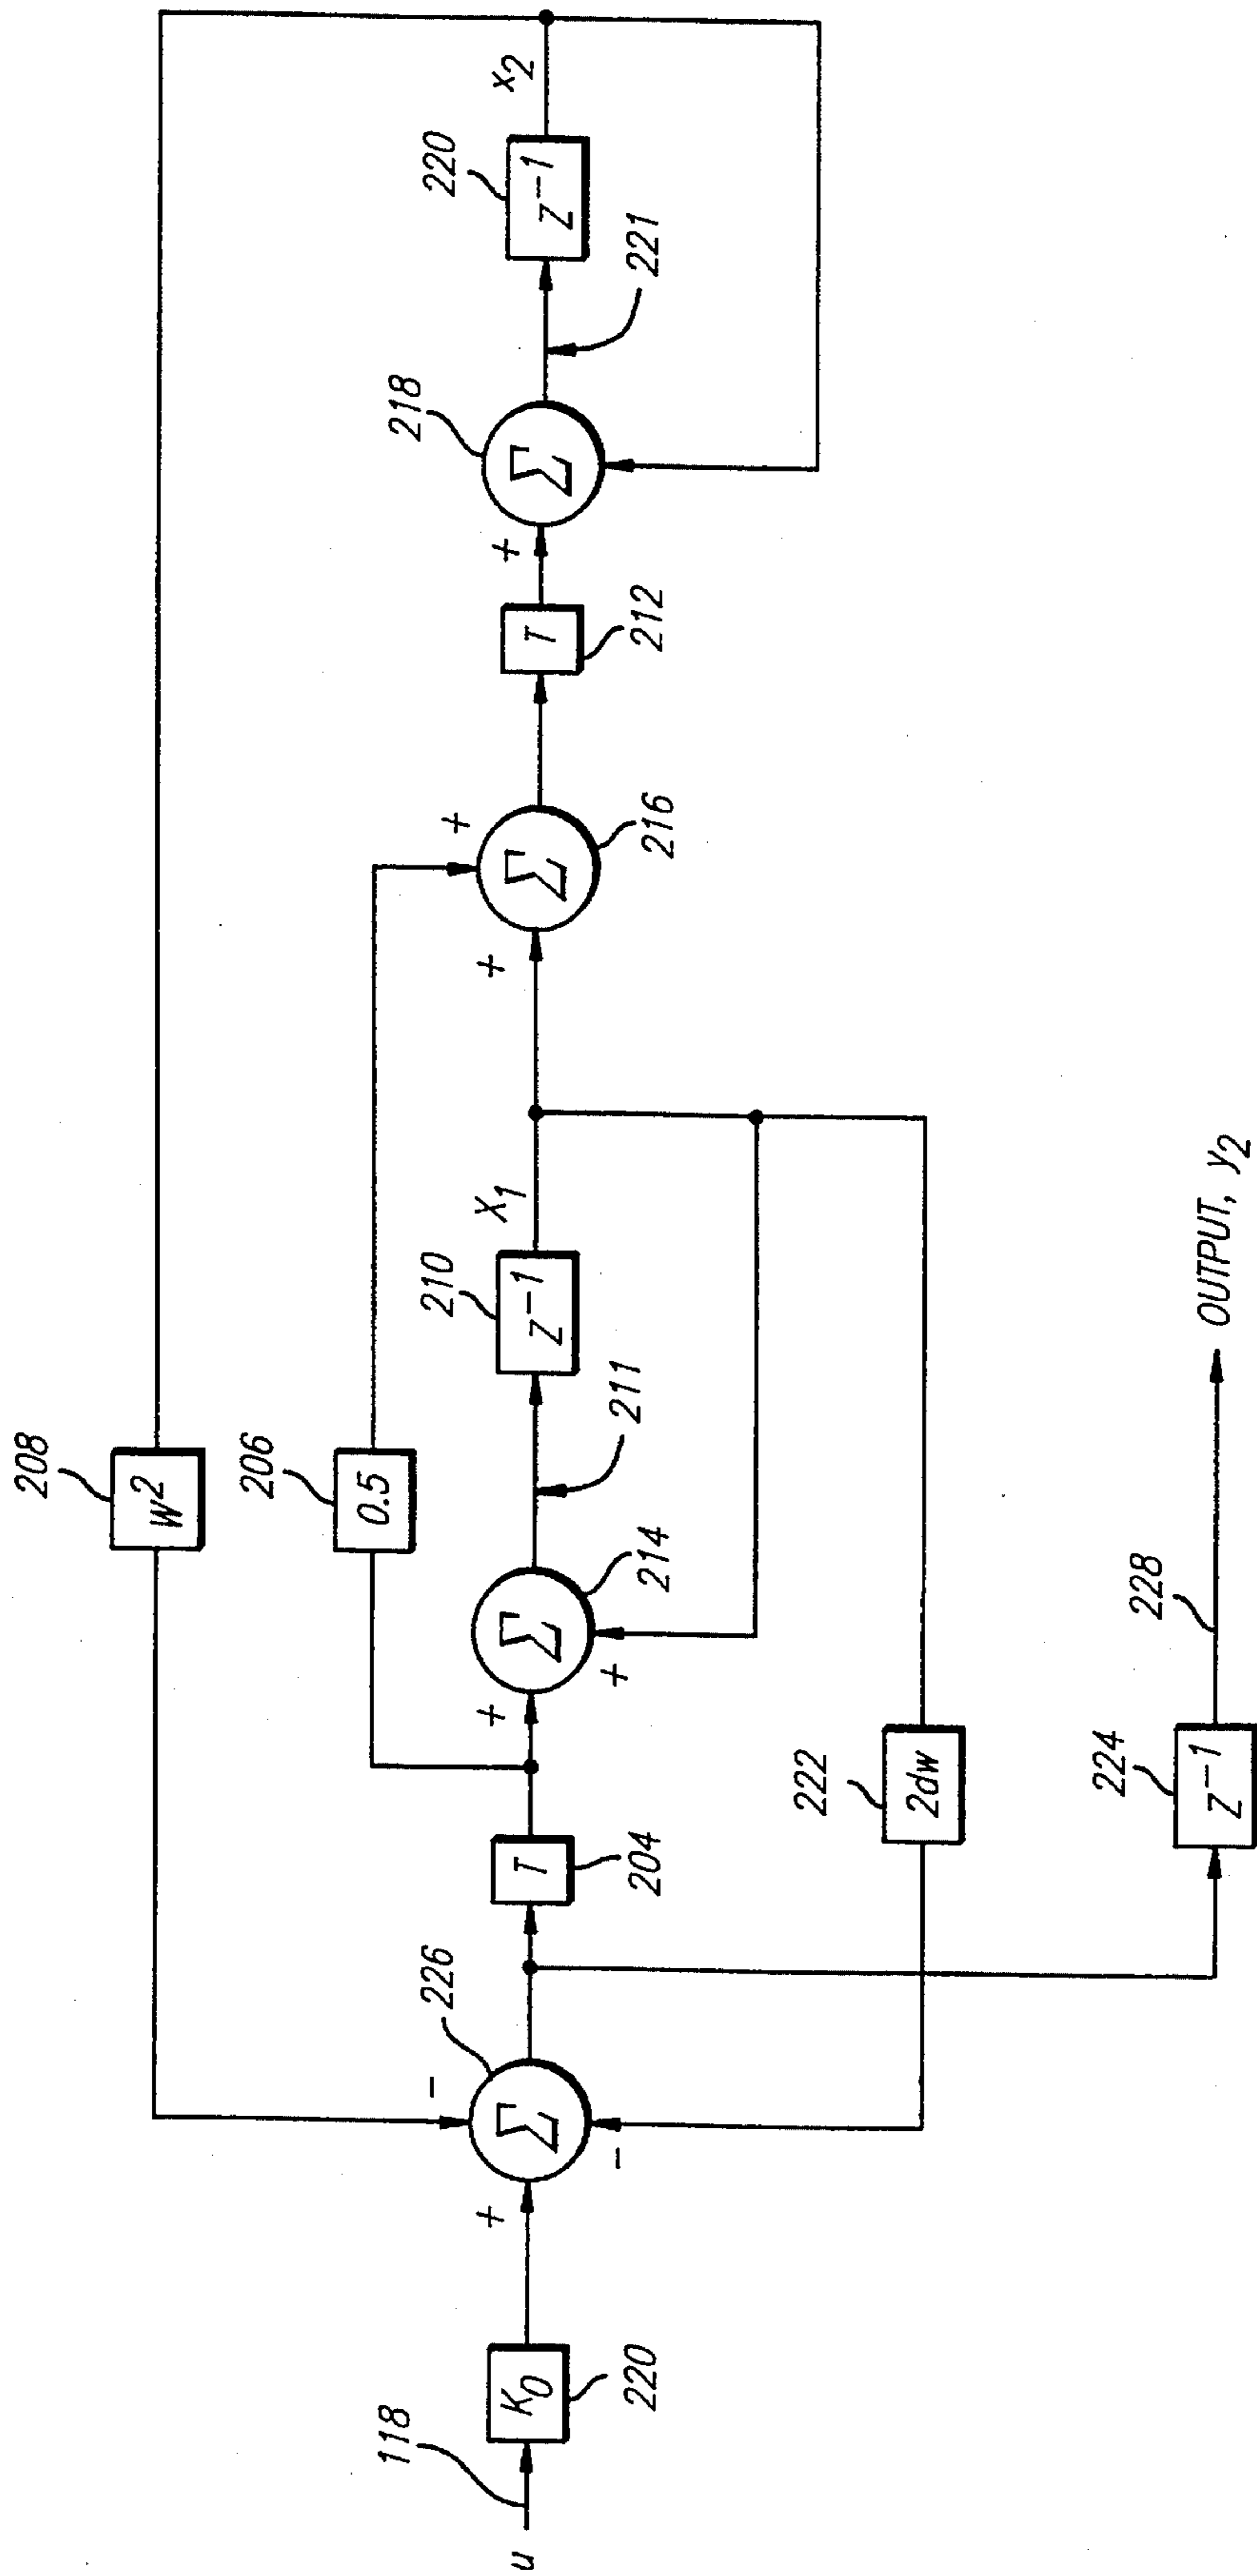 208
W²
206
0.5
u
118
K₀
220
+
-
-
226
T
204
+
+
Σ
214
Σ
211
210
Z⁻¹
X₁
+
+
Σ
216
T
212
+
218
Σ
221
220
Z⁻¹
X₂
222
2dw
224
Z⁻¹
228
OUTPUT, y₂